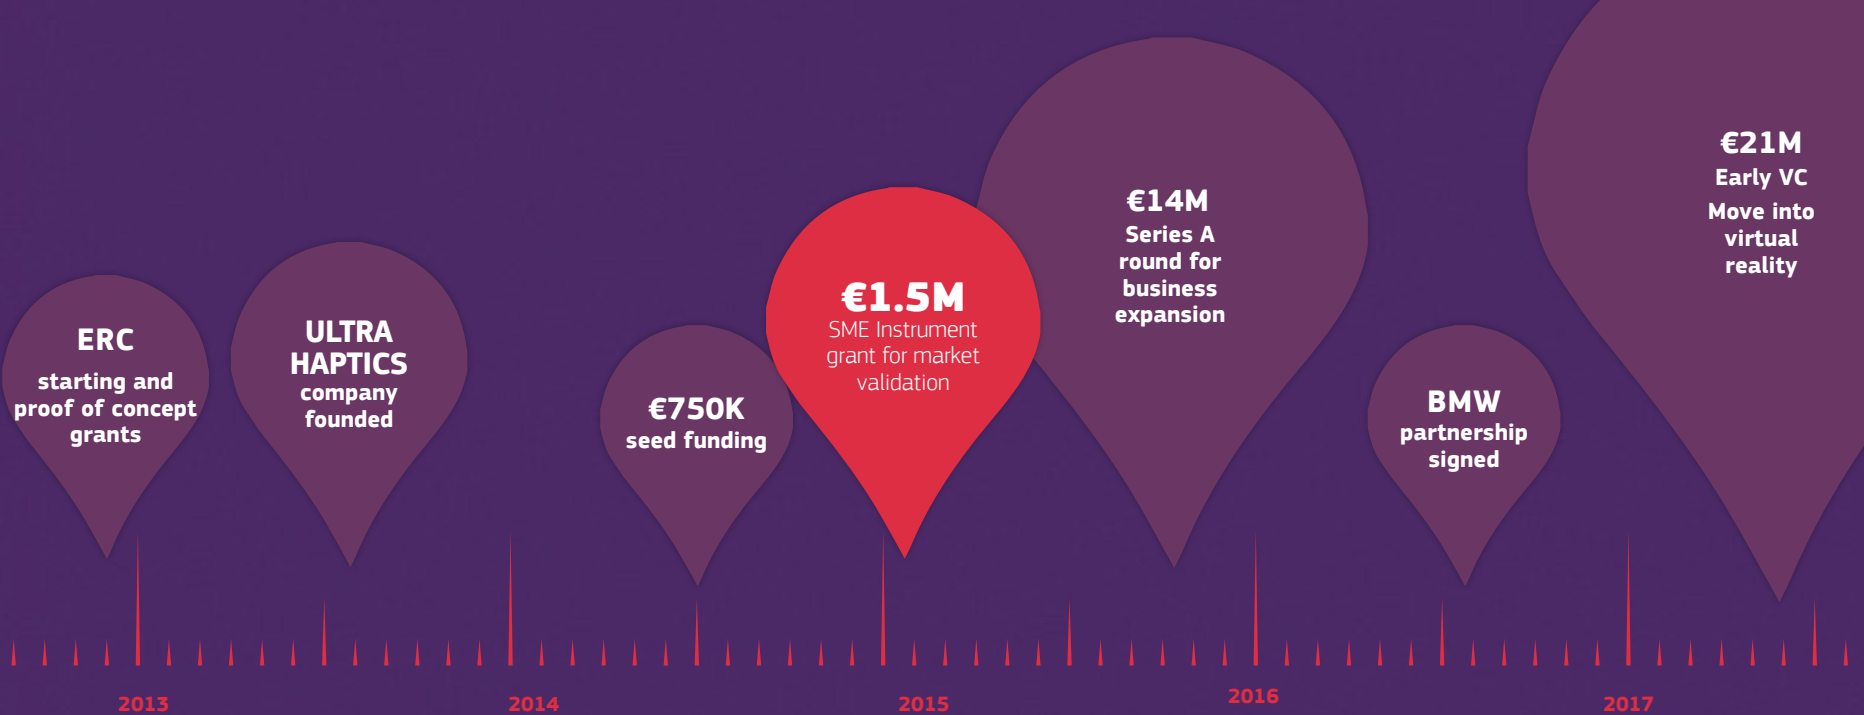 ERC
starting and
proof of concept
grants
ULTRA
HAPTICS
company
founded
€750K
seed funding
€1.5M
SME Instrument
grant for market
validation
€14M
Series A
round for
business
expansion
BMW
partnership
signed
€21M
Early VC
Move into
virtual
reality
2013
2014
2015
2016
2017